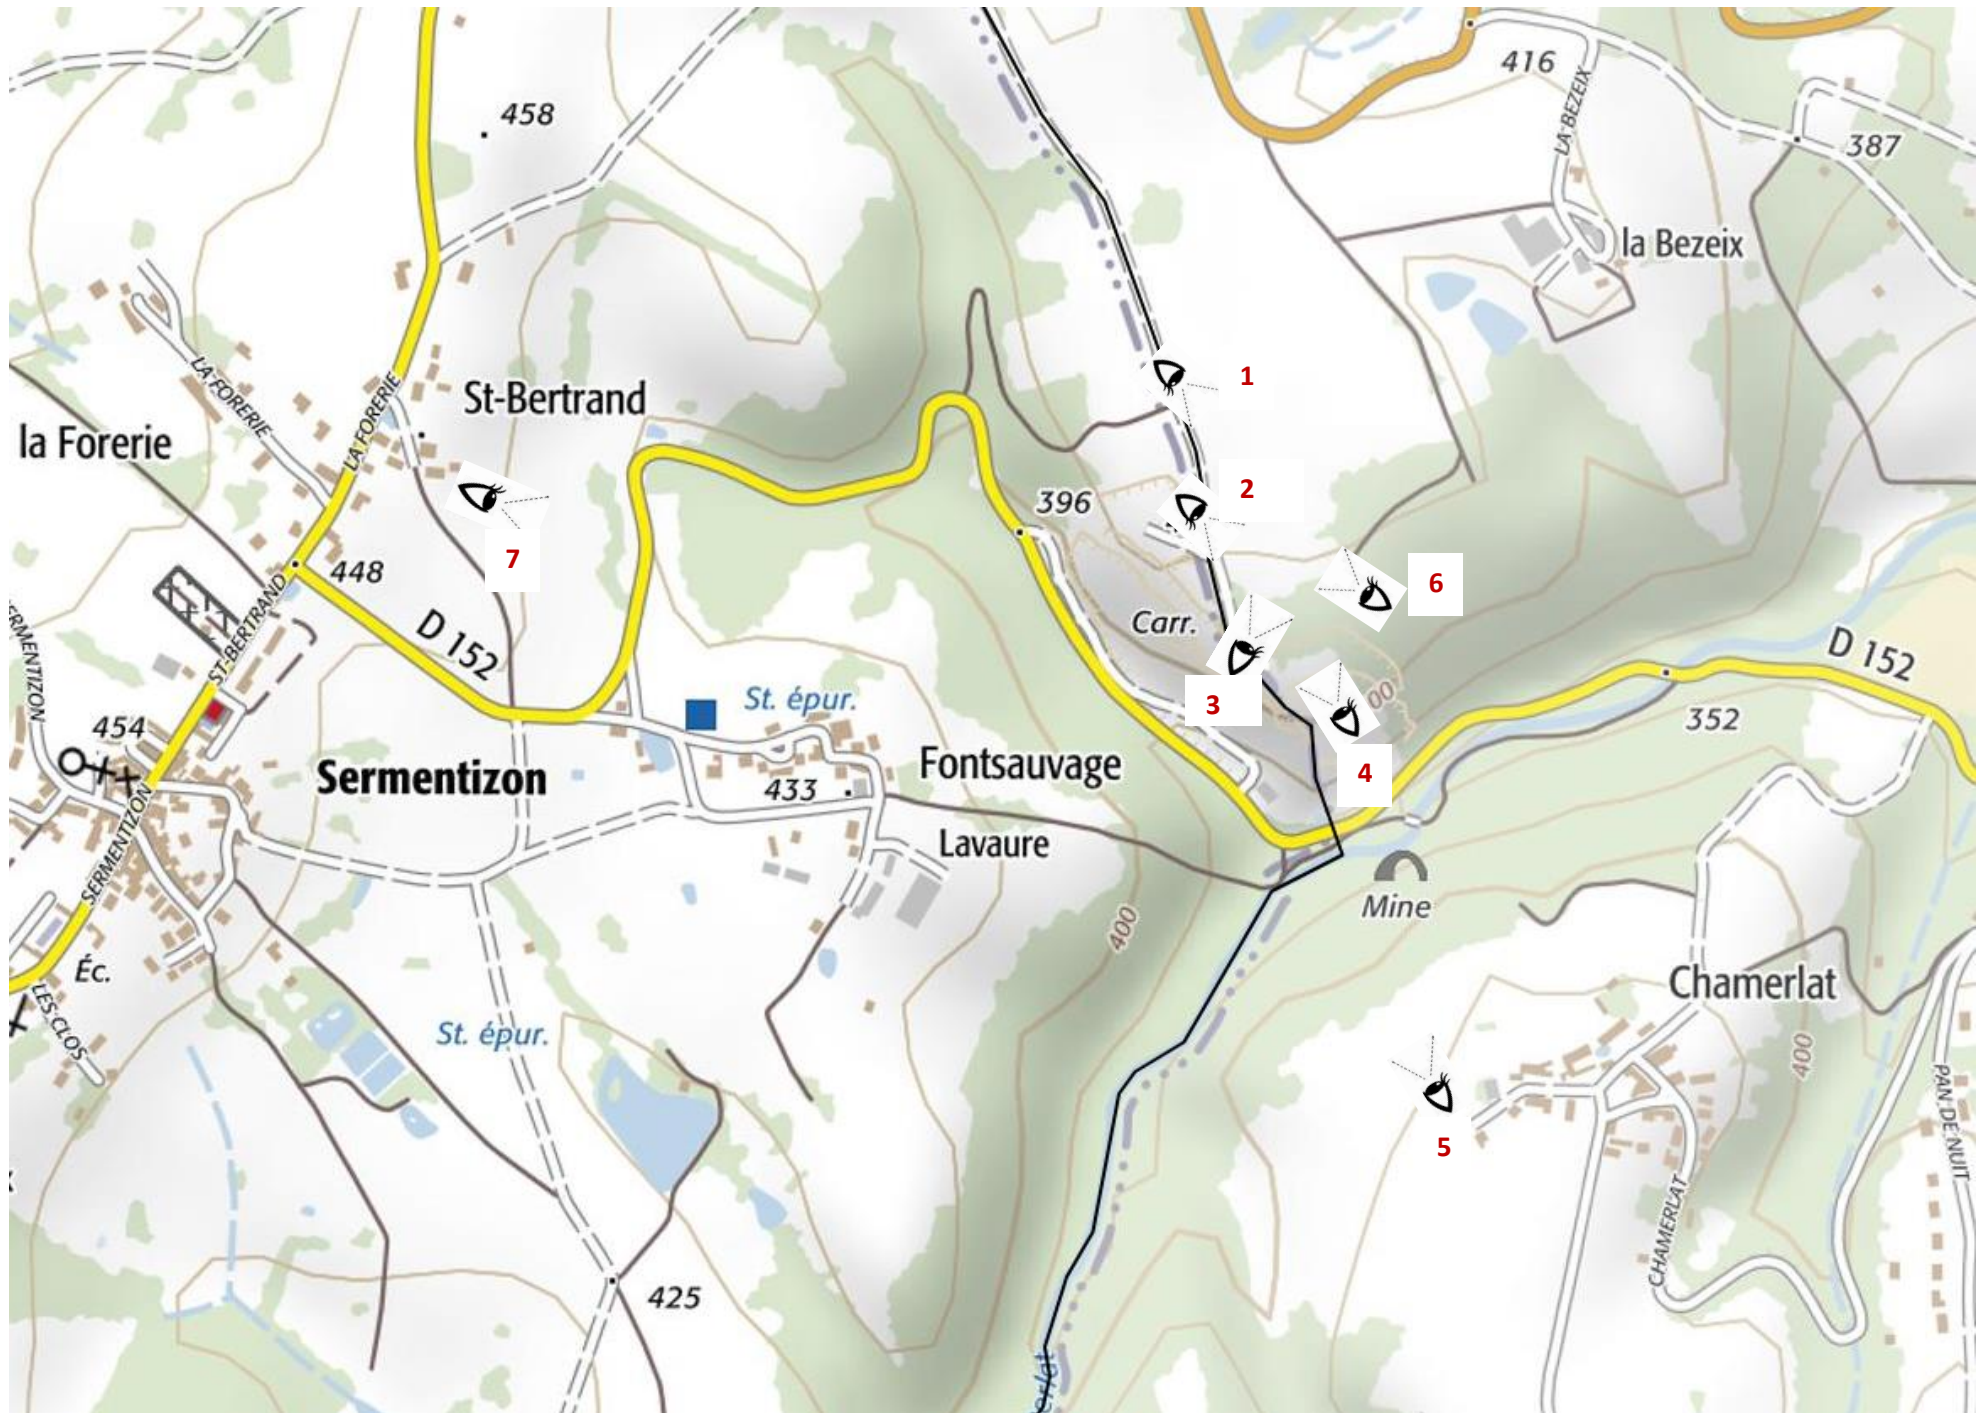 458
416
LA BEZEIX
387
la Bezeix
LA FORERIE
LA FORERIE
St-Bertrand
la Forerie
1
2
396
7
448
6
Carr.
D 152
ST-BERTRAND
ERMENTIZON
D 152
3
00
4
352
St. épur.
454
Sermentizon
433
Fontsauvage
Lavaure
SERMENTIZON
Mine
400
Éc.
LES CLOS
Chamerlat
St. épur.
400
PAN DE NUIT
5
CHAMERLAT
425